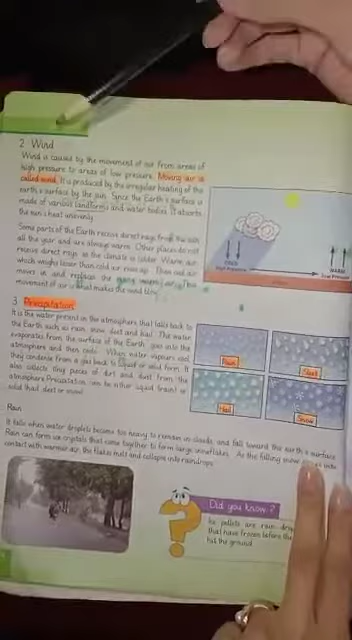 2 Wind
Wind is caused by the movement of air from areas of
high pressure to areas of low pressure. Moving air is
called wind. It is produced by the irregular heating of the
earth's surface by the sun. Since the Earth's surface is
made of various landforms and water bodies. It absorbs
the sun's heat unevenly.
Some parts of the Earth receive direct rays from the sun
all the year and are always warm. Other places do not
receive direct rays, so the climate is colder. Warm air
which weighs lesser than cold air rises up. Then cool air
moves in and replaces the rising warm air. This
movement of air is what makes the wind blow.
COLD
High Pressure
WARM
Low Pressure
3 Precipitation
It is the water present in the atmosphere that falls back to
the Earth such as rain, snow, sleet and hail. The water
evaporates from the surface of the Earth, goes into the
atmosphere and then cools. When water vapours cool,
they condense from a gas back to liquid or solid form. It
also collects tiny pieces of dirt and dust from the
atmosphere. Precipitation can be either liquid (rain) or
solid (hail, sleet or snow).
Rain
Sleet
Hail
Snow
Rain
It falls when water droplets become too heavy to remain in clouds, and fall toward the earth's surface.
Rain can form ice crystals that come together to form large snowflakes. As the falling snow into
contact with warmer air, the flakes melt and collapse into raindrops.
Did you know?
Ice pellets are rain drops
that have frozen before they
hit the ground.